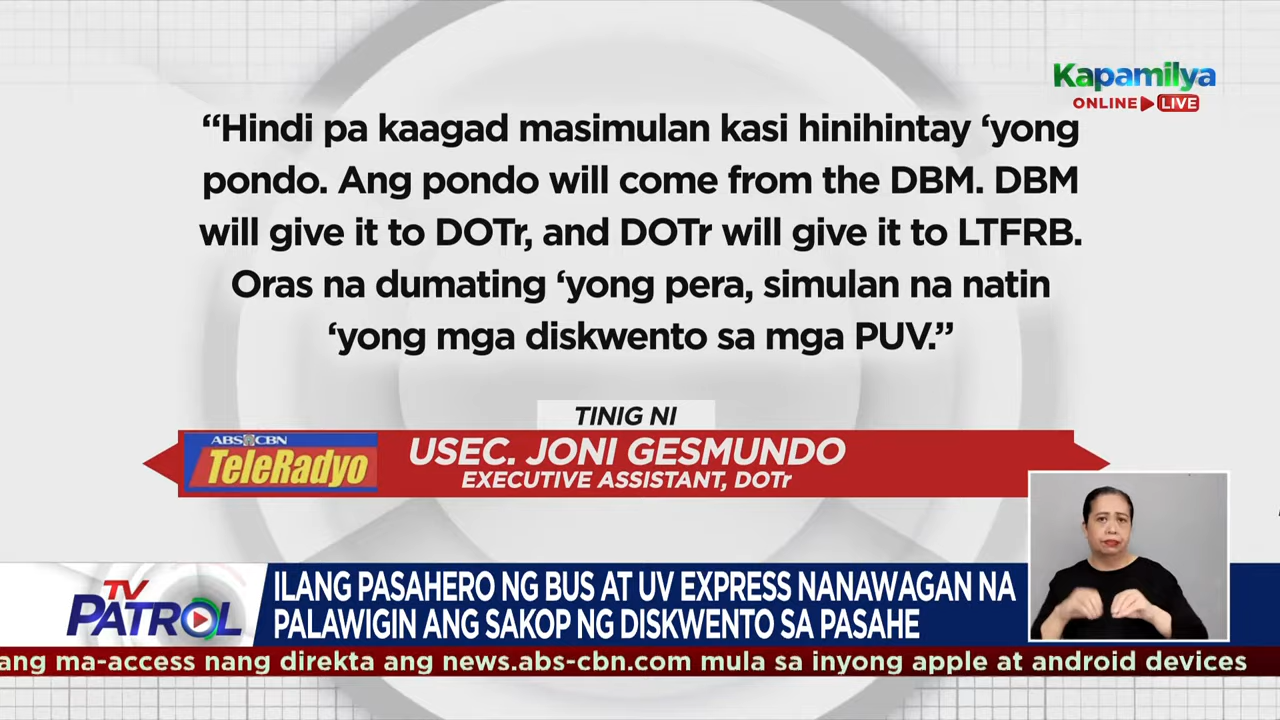 Kapamilya
ONLINE LIVE
“Hindi pa kaagad masimulan kasi hinihintay ‘yong
pondo. Ang pondo will come from the DBM. DBM
will give it to DOTr, and DOTr will give it to LTFRB.
Oras na dumating ‘yong pera, simulan na natin
‘yong mga diskwento sa mga PUV.”
TINIG NI
ABS-CBN
TeleRadyo
USEC. JONI GESMUNDO
EXECUTIVE ASSISTANT, DOTr
TV
PATROL
ILANG PASAHERO NG BUS AT UV EXPRESS NANAWAGAN NA
PALAWIGIN ANG SAKOP NG DISKWENTO SA PASAHE
ang ma-access nang direkta ang news.abs-cbn.com mula sa inyong apple at android devices